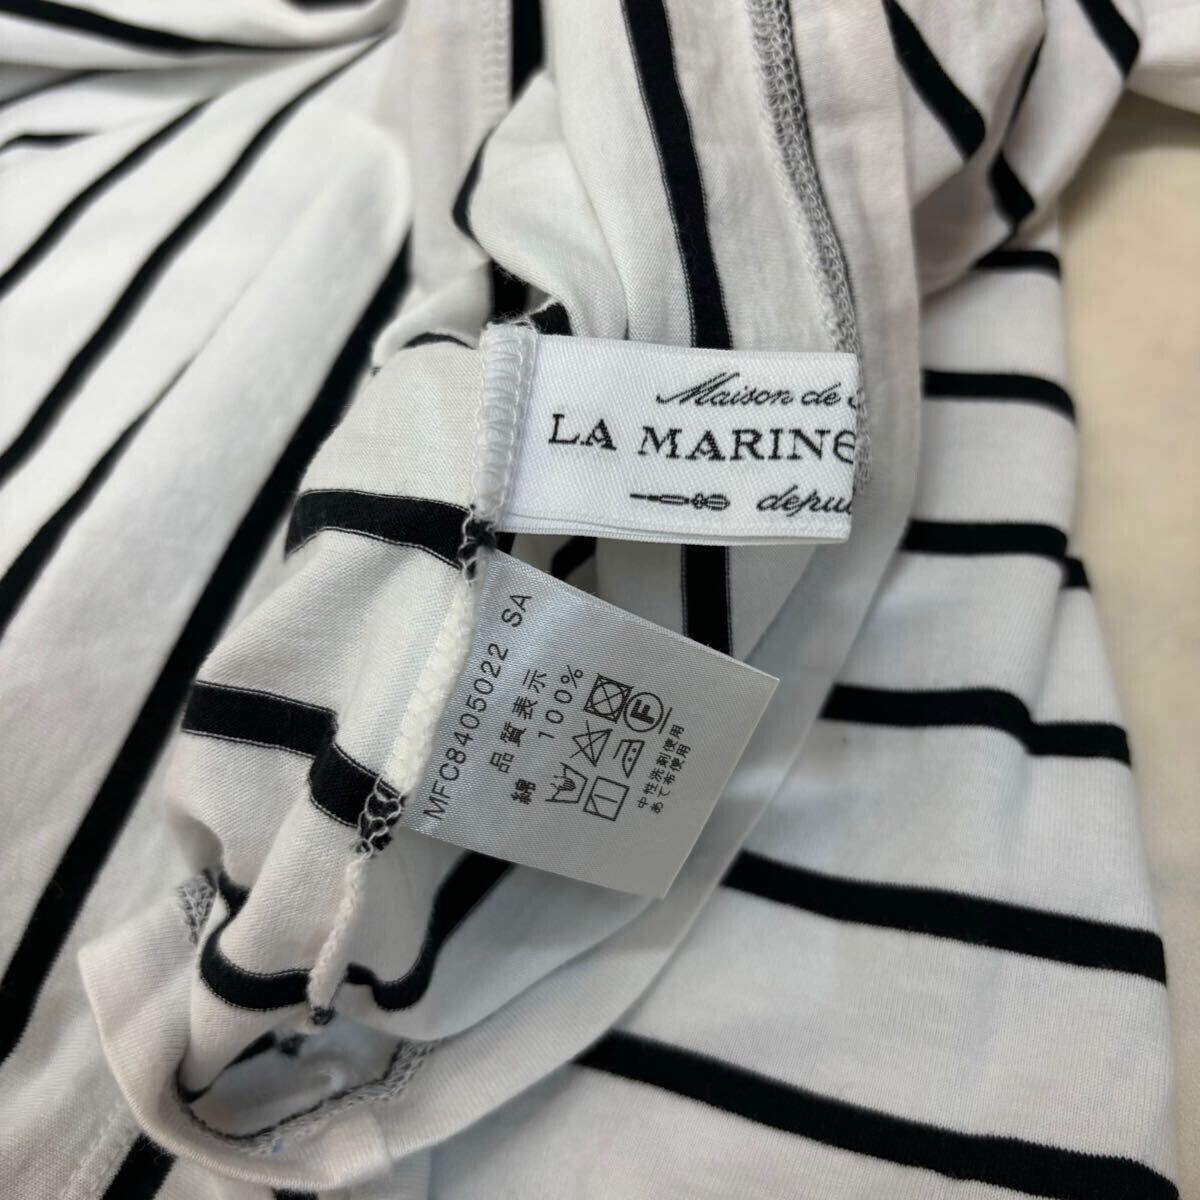 Maison de
LA MARINE
depui
MFC8405022 SA
品質表示
綿 100%
F
中性洗剤使用
あて布使用